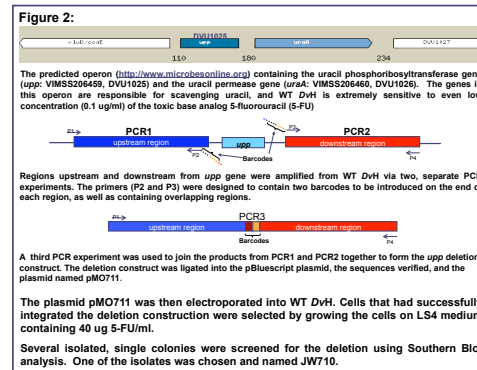 Figure 2:
DVU1025
upp
uraA
DVU1027
110 180 234
The predicted operon (http://www.microbesonline.org) containing the uracil phosphoribosyltransferase gen
(upp: VIMSS206459, DVU1025) and the uracil permease gene (uraA: VIMSS206460, DVU1026). The genes i
this operon are responsible for scavenging uracil, and WT DvH is extremely sensitive to even low
concentration (0.1 ug/ml) of the toxic base analog 5-fluorouracil (5-FU)
P1 PCR1 P3 PCR2
upstream region upp downstream region
P2 Barcodes P4
Regions upstream and downstream from upp gene were amplified from WT DvH via two, separate PC
experiments. The primers (P2 and P3) were designed to contain two barcodes to be introduced on the end o
each region, as well as containing overlapping regions.
P1 PCR3
upstream region downstream region
Barcodes P4
A third PCR experiment was used to join the products from PCR1 and PCR2 together to form the upp deletion
construct. The deletion construct was ligated into the pBluescript plasmid, the sequences verified, and the
plasmid named pMO711.
The plasmid pMO711 was then electroporated into WT DvH. Cells that had successfully
integrated the deletion construction were selected by growing the cells on LS4 medium
containing 40 ug 5-FU/ml.
Several isolated, single colonies were screened for the deletion using Southern Blo
analysis. One of the isolates was chosen and named JW710.